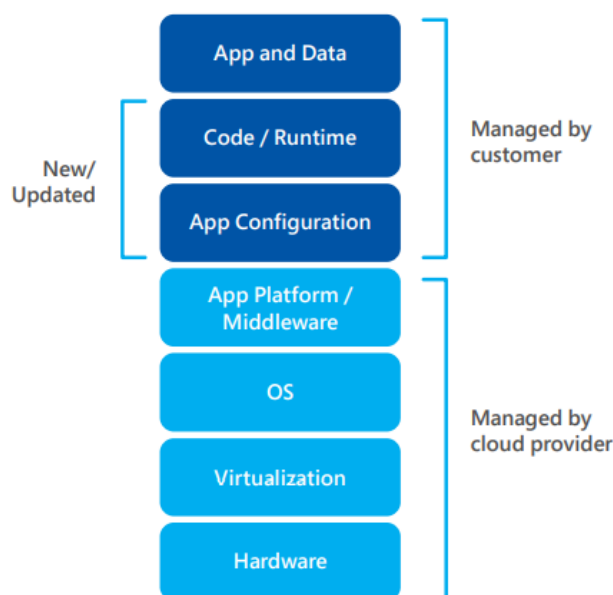 App and Data
Code / Runtime
App Configuration
App Platform /
Middleware
OS
Virtualization
Hardware
New/
Updated
Managed by
customer
Managed by
cloud provider